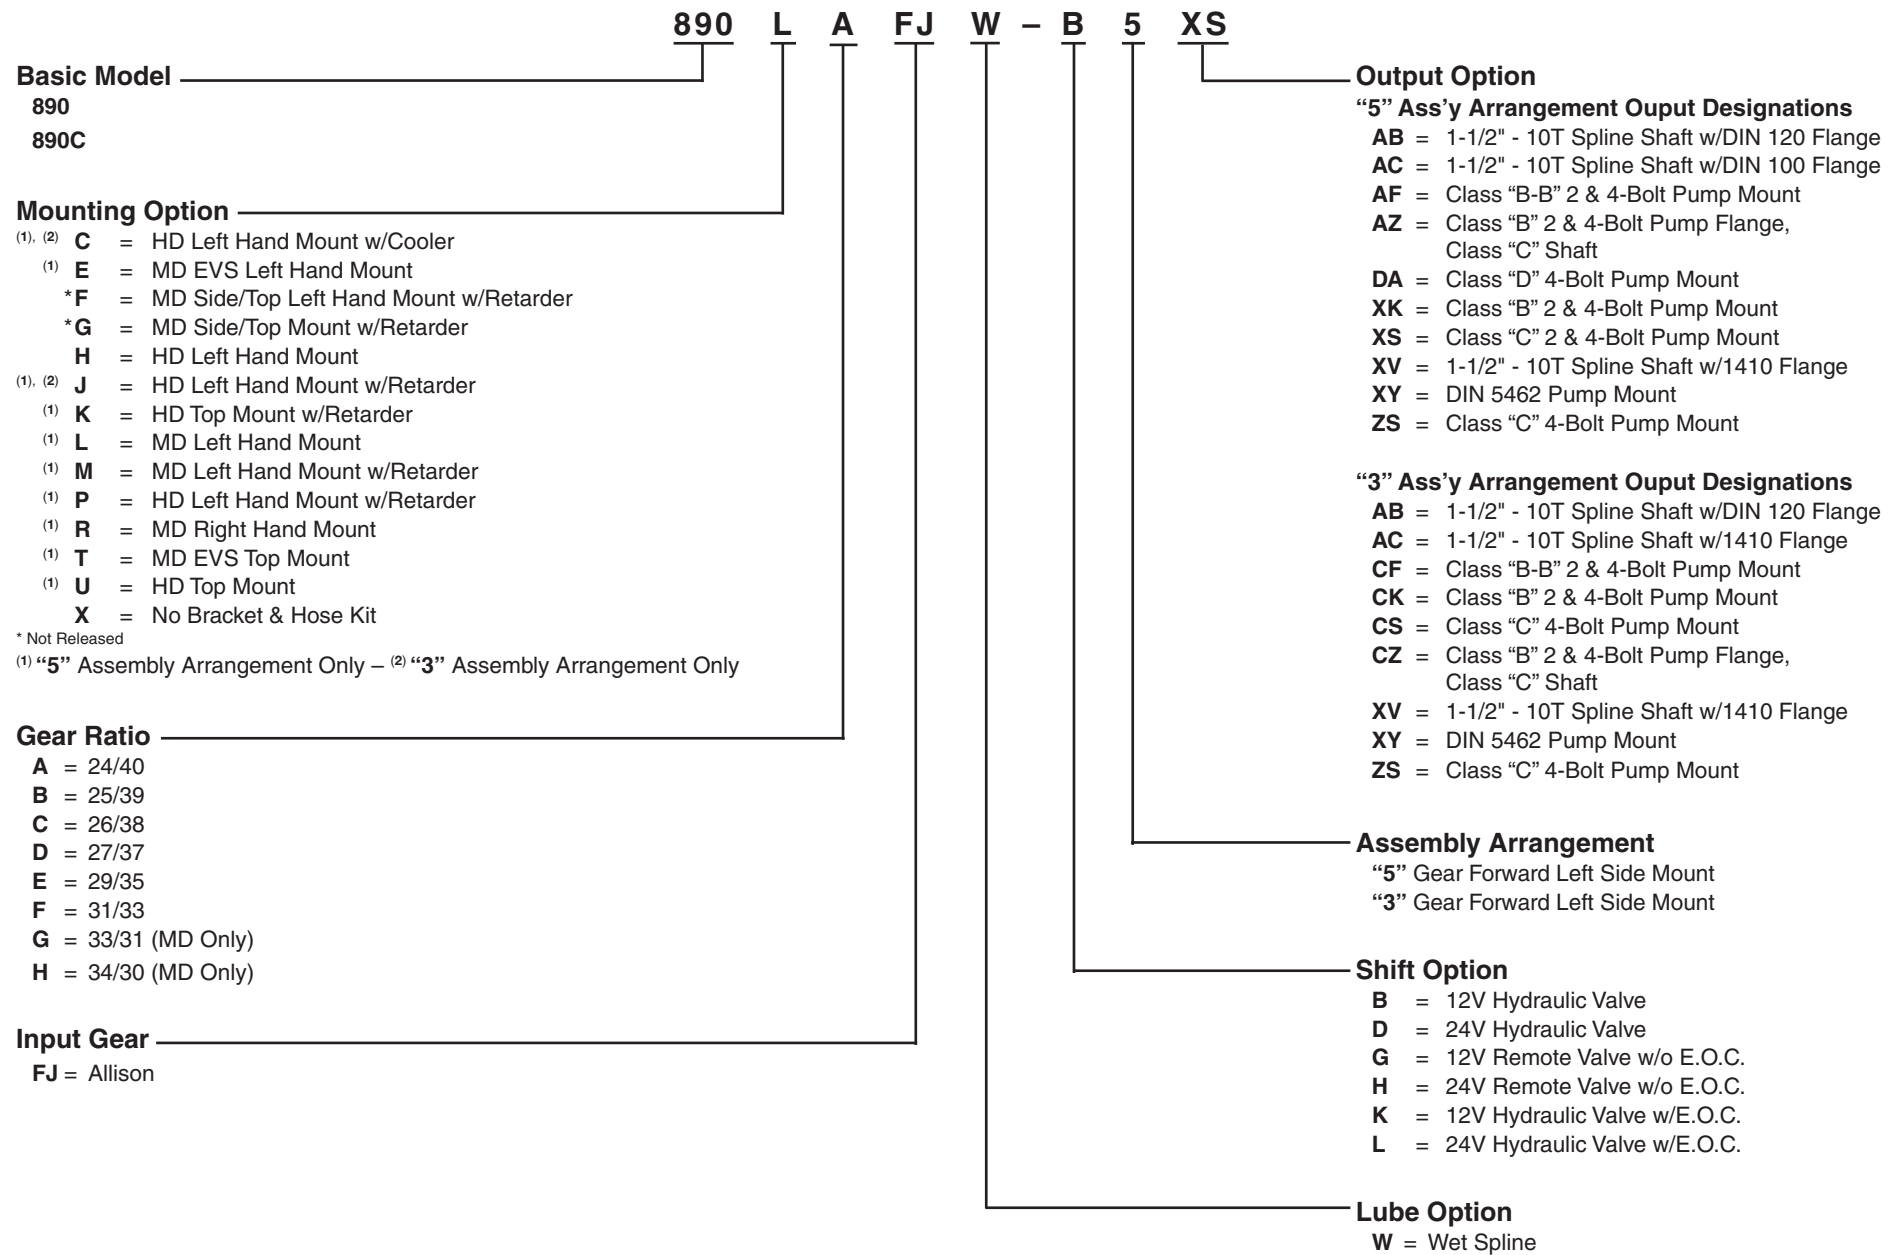 890 L A FJ W – B 5 XS
Basic Model
890
890C
Mounting Option
(1), (2) C = HD Left Hand Mount w/Cooler
(1) E = MD EVS Left Hand Mount
*F = MD Side/Top Left Hand Mount w/Retarder
*G = MD Side/Top Mount w/Retarder
H = HD Left Hand Mount
(1), (2) J = HD Left Hand Mount w/Retarder
(1) K = HD Top Mount w/Retarder
(1) L = MD Left Hand Mount
(1) M = MD Left Hand Mount w/Retarder
(1) P = HD Left Hand Mount w/Retarder
(1) R = MD Right Hand Mount
(1) T = MD EVS Top Mount
(1) U = HD Top Mount
X = No Bracket & Hose Kit
* Not Released
(1) “5” Assembly Arrangement Only – (2) “3” Assembly Arrangement Only
Gear Ratio
A = 24/40
B = 25/39
C = 26/38
D = 27/37
E = 29/35
F = 31/33
G = 33/31 (MD Only)
H = 34/30 (MD Only)
Input Gear
FJ = Allison
Output Option
“5” Ass’y Arrangement Ouput Designations
AB = 1-1/2" - 10T Spline Shaft w/DIN 120 Flange
AC = 1-1/2" - 10T Spline Shaft w/DIN 100 Flange
AF = Class “B-B” 2 & 4-Bolt Pump Mount
AZ = Class “B” 2 & 4-Bolt Pump Flange,
Class “C” Shaft
DA = Class “D” 4-Bolt Pump Mount
XK = Class “B” 2 & 4-Bolt Pump Mount
XS = Class “C” 2 & 4-Bolt Pump Mount
XV = 1-1/2" - 10T Spline Shaft w/1410 Flange
XY = DIN 5462 Pump Mount
ZS = Class “C” 4-Bolt Pump Mount
“3” Ass’y Arrangement Ouput Designations
AB = 1-1/2" - 10T Spline Shaft w/DIN 120 Flange
AC = 1-1/2" - 10T Spline Shaft w/1410 Flange
CF = Class “B-B” 2 & 4-Bolt Pump Mount
CK = Class “B” 2 & 4-Bolt Pump Mount
CS = Class “C” 4-Bolt Pump Mount
CZ = Class “B” 2 & 4-Bolt Pump Flange,
Class “C” Shaft
XV = 1-1/2" - 10T Spline Shaft w/1410 Flange
XY = DIN 5462 Pump Mount
ZS = Class “C” 4-Bolt Pump Mount
Assembly Arrangement
“5” Gear Forward Left Side Mount
“3” Gear Forward Left Side Mount
Shift Option
B = 12V Hydraulic Valve
D = 24V Hydraulic Valve
G = 12V Remote Valve w/o E.O.C.
H = 24V Remote Valve w/o E.O.C.
K = 12V Hydraulic Valve w/E.O.C.
L = 24V Hydraulic Valve w/E.O.C.
Lube Option
W = Wet Spline